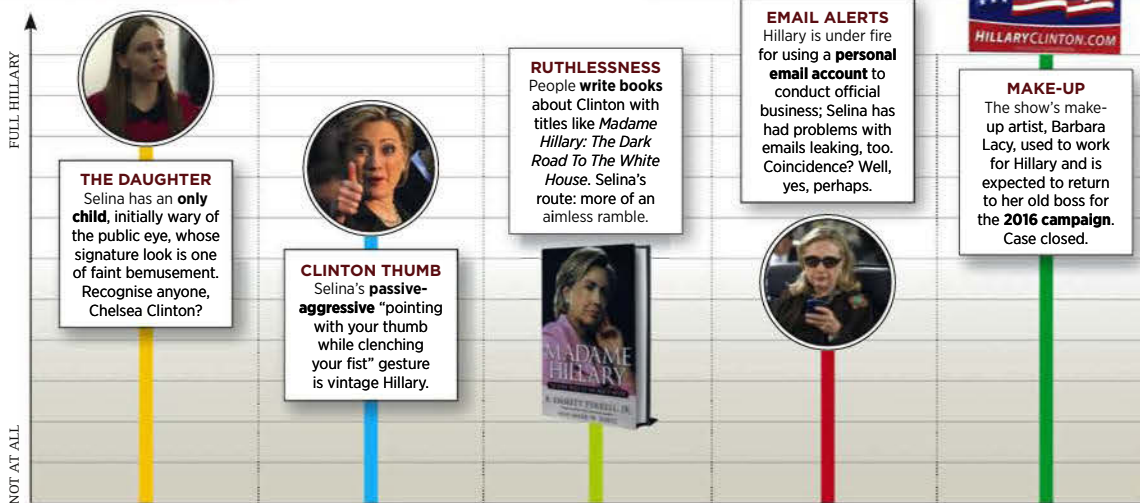 FULL HILLARY
NOT AT ALL
THE DAUGHTER
Selina has an only
child, initially wary of
the public eye, whose
signature look is one
of faint bemusement.
Recognise anyone,
Chelsea Clinton?
CLINTON THUMB
Selina's passive-
aggressive “pointing
with your thumb
while clenching
your fist” gesture
is vintage Hillary.
RUTHLESSNESS
People write books
about Clinton with
titles like Madame
Hillary: The Dark
Road To The White
House. Selina's
route: more of an
aimless ramble.
MADAME
HILLARY
EMAIL ALERTS
Hillary is under fire
for using a personal
email account to
conduct official
business; Selina has
had problems with
emails leaking, too.
Coincidence? Well,
yes, perhaps.
HILLARYCLINTON.COM
MAKE-UP
The show's make-
up artist, Barbara
Lacy, used to work
for Hillary and is
expected to return
to her old boss for
the 2016 campaign.
Case closed.